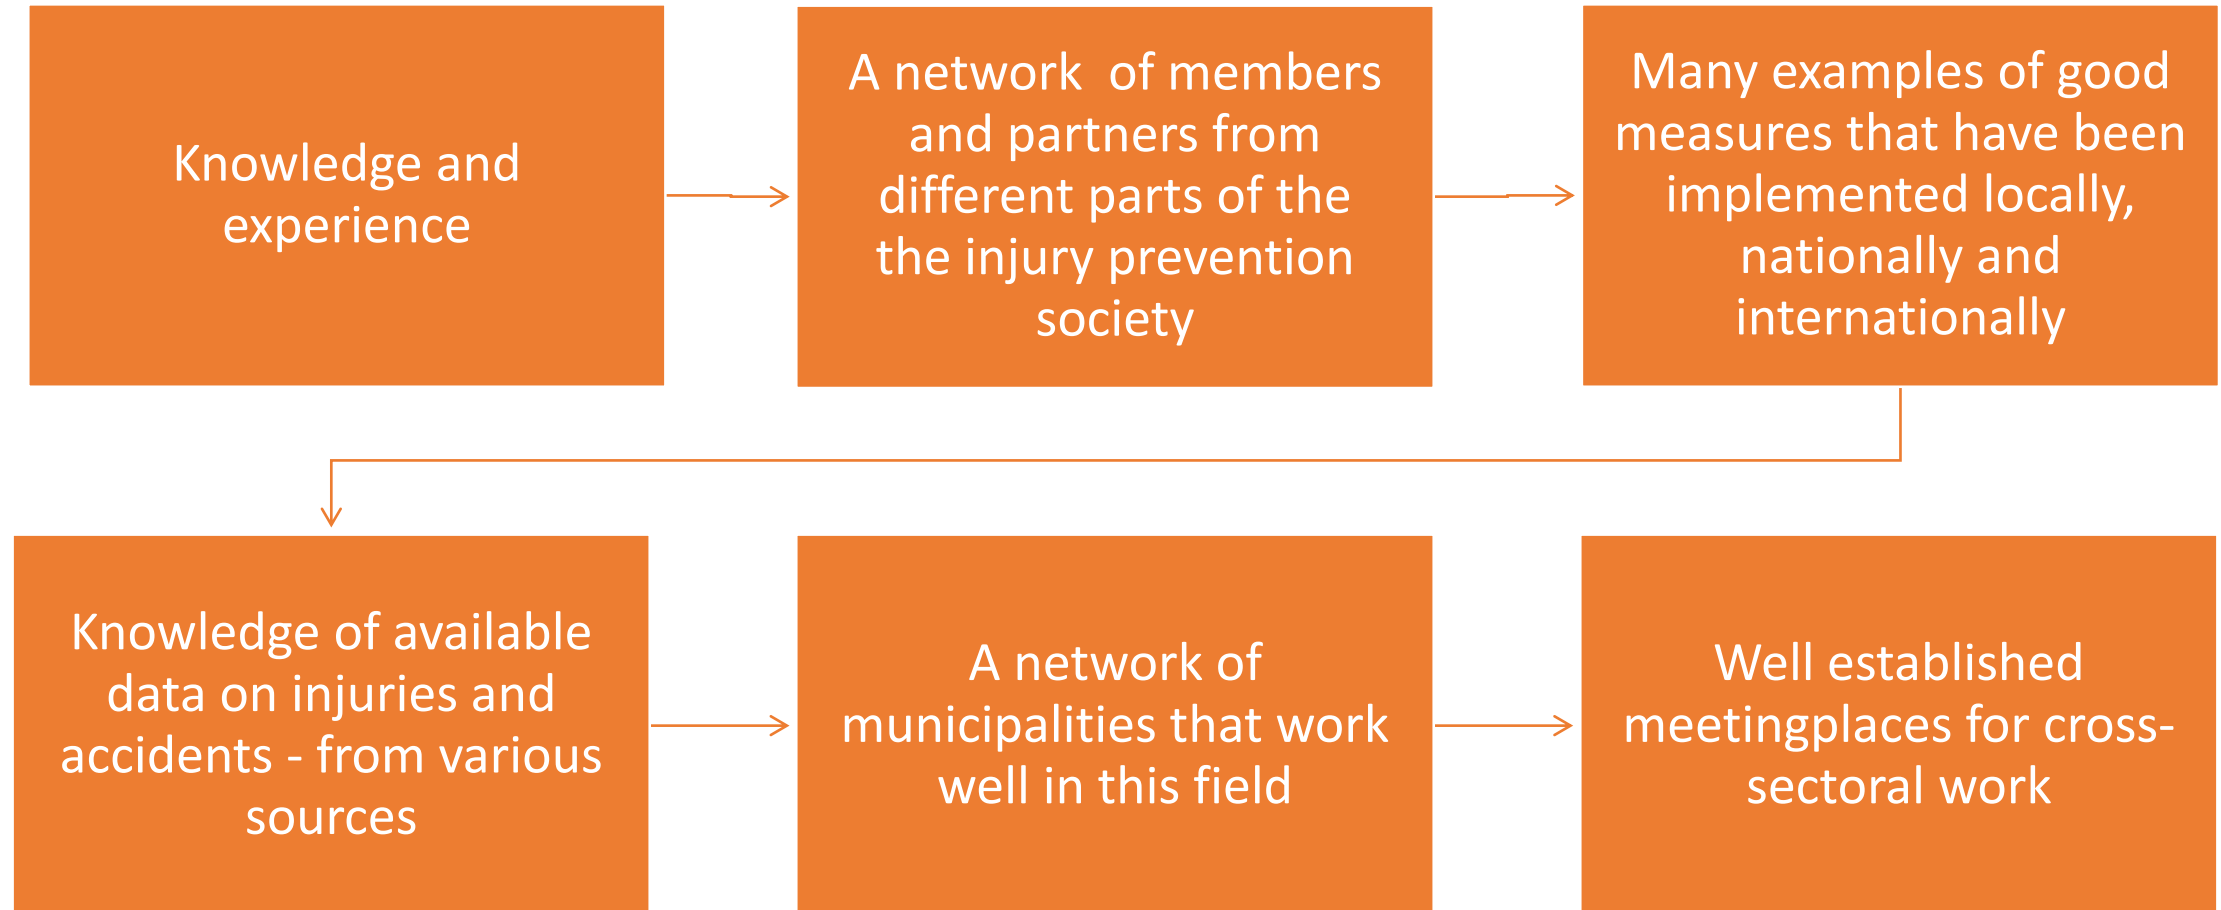 Knowledge and
experience
A network  of members
and partners from
different parts of the
the injury prevention
society
Many examples of good
measures that have been
implemented locally,
nationally and
internationally
Knowledge of available
data on injuries and
accidents - from various
sources
A network of
municipalities that work
well in this field
Well established
meetingplaces for cross-
sectoral work